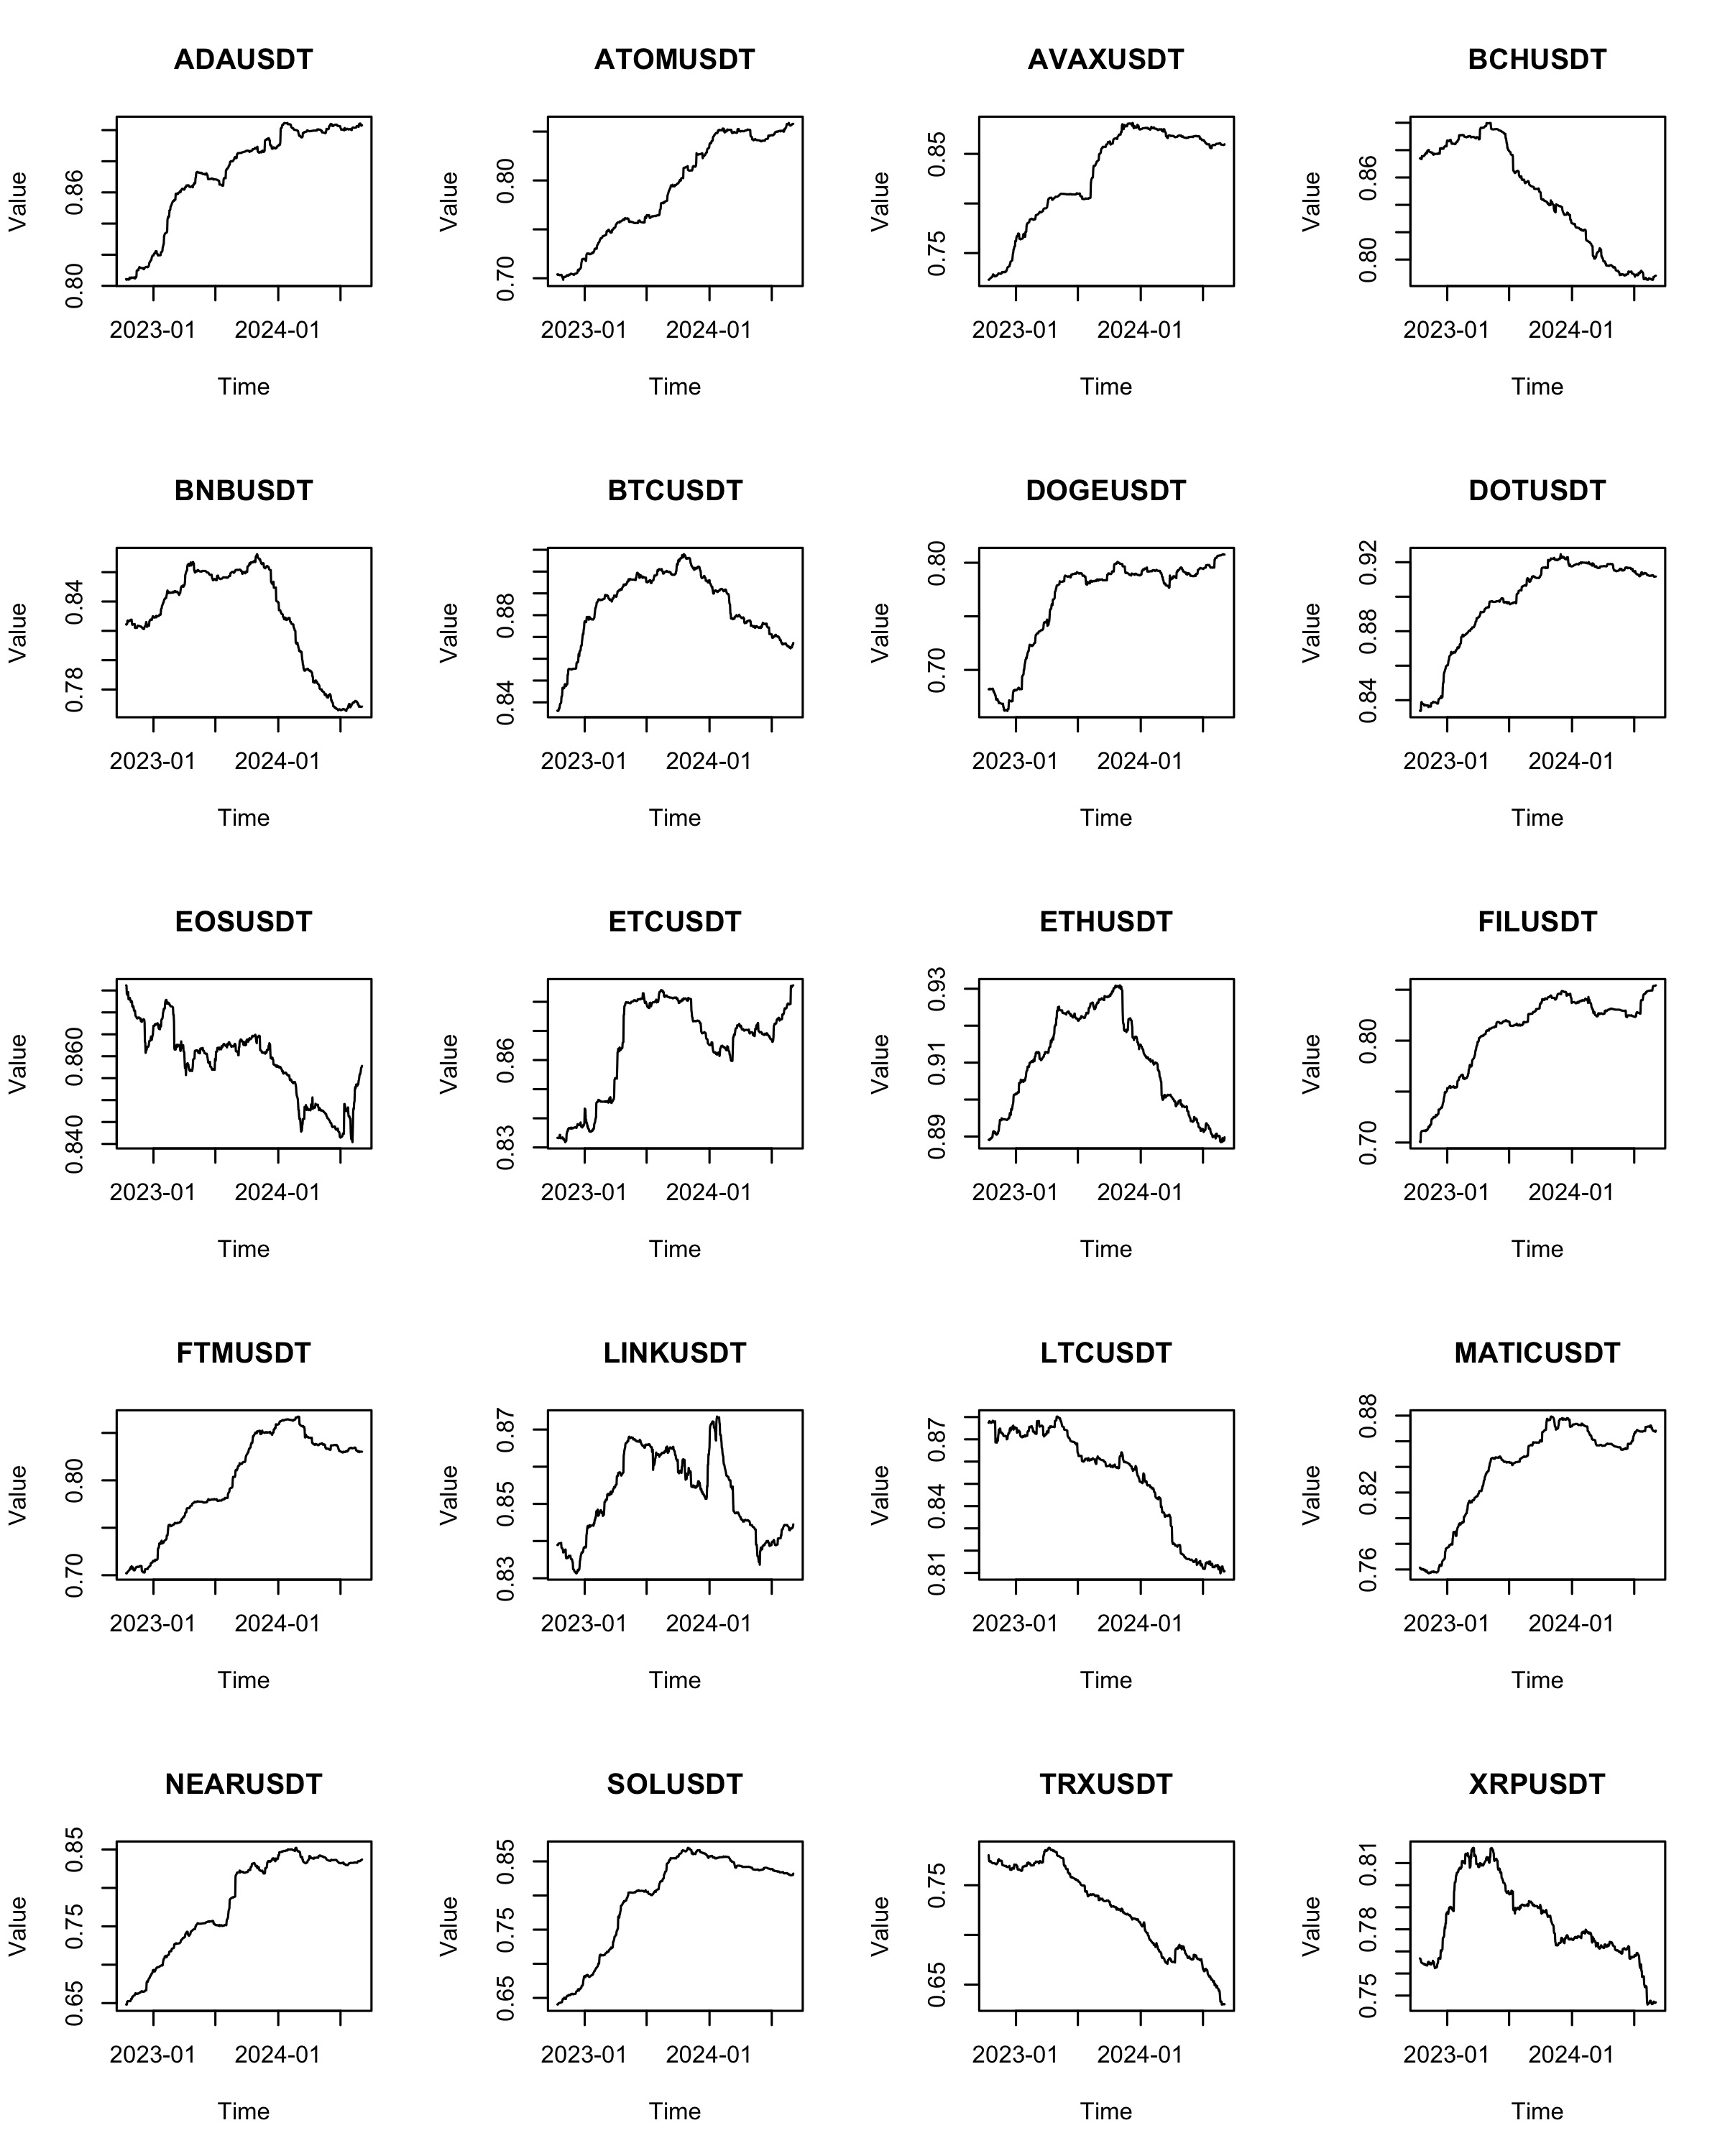 ADAUSDT
Value
0.80 0.86
2023-01 2024-01
Time
ATOMUSDT
Value
0.70 0.80
2023-01 2024-01
Time
AVAXUSDT
Value
0.75 0.85
2023-01 2024-01
Time
BCHUSDT
Value
0.80 0.86
2023-01 2024-01
Time
BNBUSDT
Value
0.78 0.84
2023-01 2024-01
Time
BTCUSDT
Value
0.84 0.88
2023-01 2024-01
Time
DOGEUSDT
Value
0.70 0.80
2023-01 2024-01
Time
DOTUSDT
Value
0.84 0.88 0.92
2023-01 2024-01
Time
EOSUSDT
Value
0.840 0.860
2023-01 2024-01
Time
ETCUSDT
Value
0.83 0.86
2023-01 2024-01
Time
ETHUSDT
Value
0.89 0.91 0.93
2023-01 2024-01
Time
FILUSDT
Value
0.70 0.80
2023-01 2024-01
Time
FTMUSDT
Value
0.70 0.80
2023-01 2024-01
Time
LINKUSDT
Value
0.83 0.85 0.87
2023-01 2024-01
Time
LTCUSDT
Value
0.81 0.84 0.87
2023-01 2024-01
Time
MATICUSDT
Value
0.76 0.82 0.88
2023-01 2024-01
Time
NEARUSDT
Value
0.65 0.75 0.85
2023-01 2024-01
Time
SOLUSDT
Value
0.65 0.75 0.85
2023-01 2024-01
Time
TRXUSDT
Value
0.65 0.75
2023-01 2024-01
Time
XRPUSDT
Value
0.75 0.78 0.81
2023-01 2024-01
Time